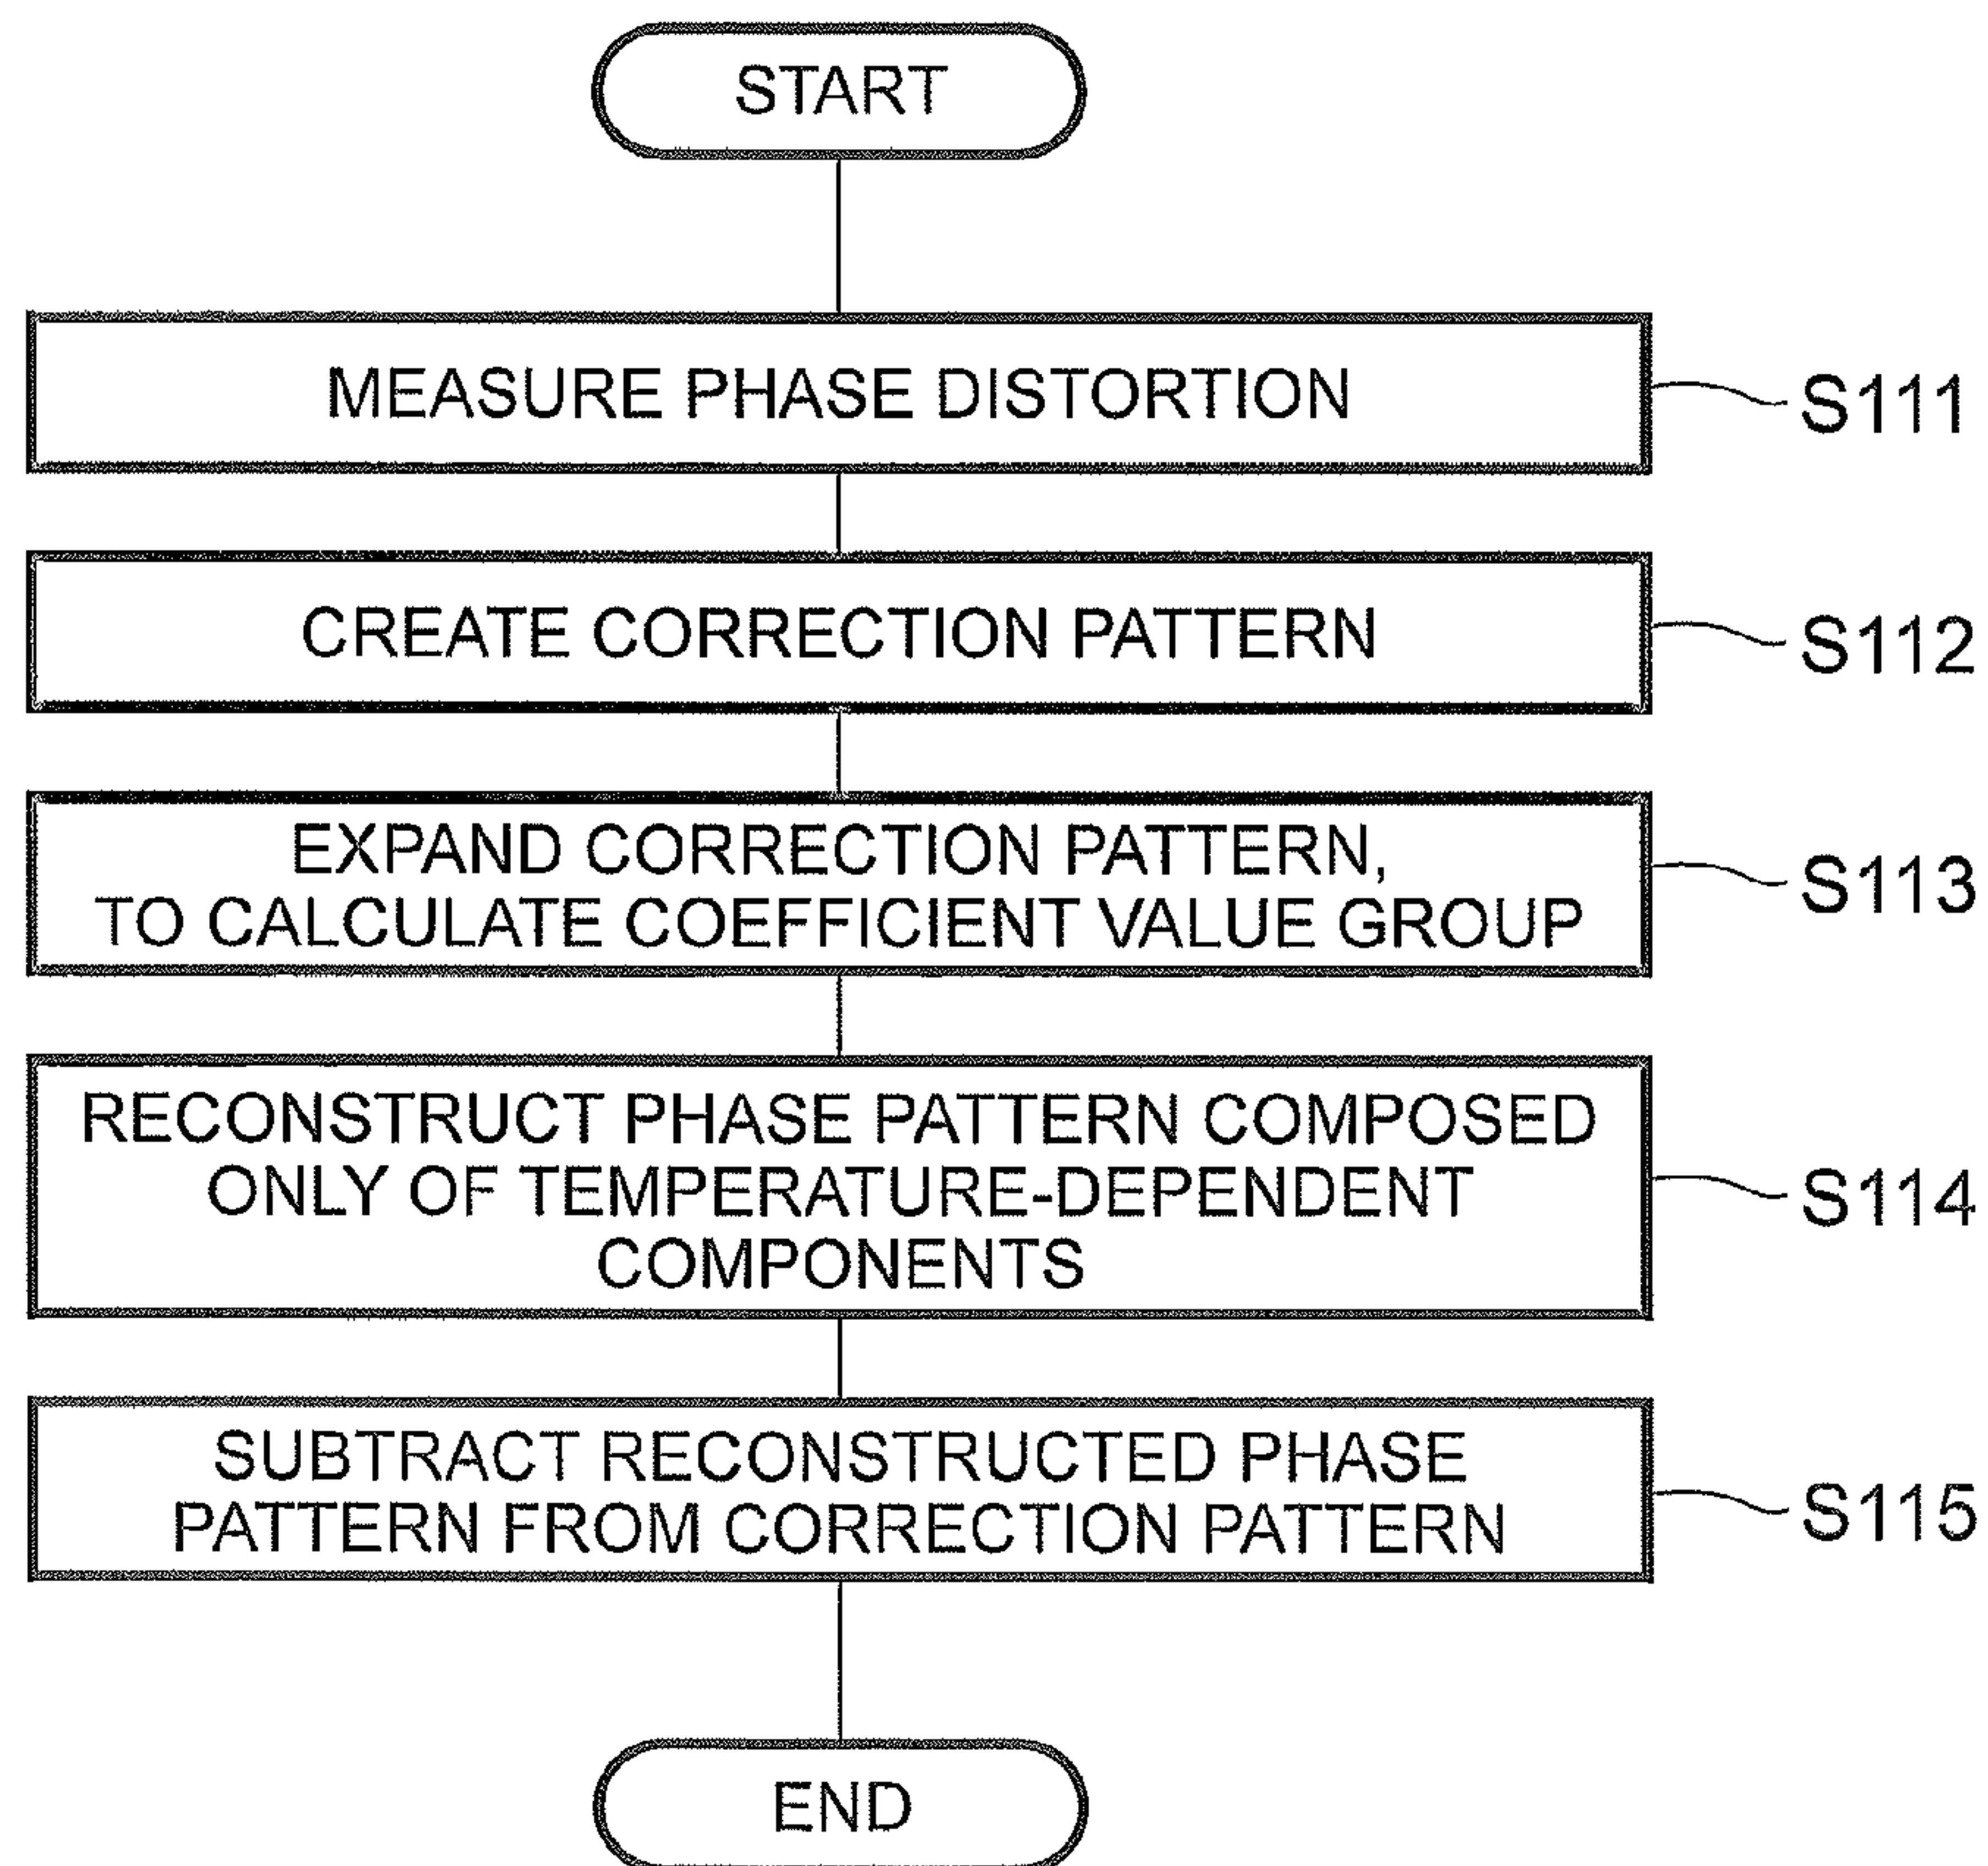 START
MEASURE PHASE DISTORTION
S111
CREATE CORRECTION PATTERN
S112
EXPAND CORRECTION PATTERN,
TO CALCULATE COEFFICIENT VALUE GROUP
S113
RECONSTRUCT PHASE PATTERN COMPOSED
ONLY OF TEMPERATURE-DEPENDENT
COMPONENTS
S114
SUBTRACT RECONSTRUCTED PHASE
PATTERN FROM CORRECTION PATTERN
S115
END